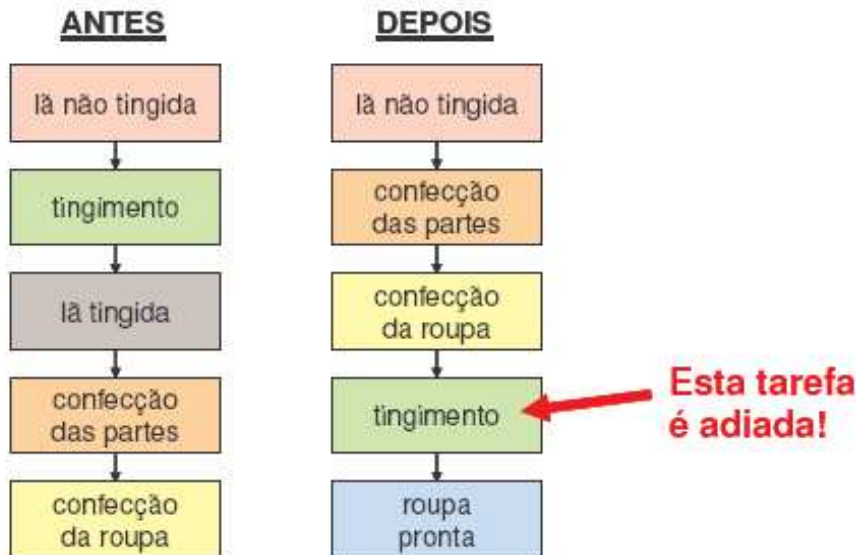 ANTES
lã não tingida
tingimento
lã tingida
confecção
das partes
confecção
da roupa
DEPOIS
lã não tingida
confecção
das partes
confecção
da roupa
tingimento
roupa
pronta
Esta tarefa
é adiada!